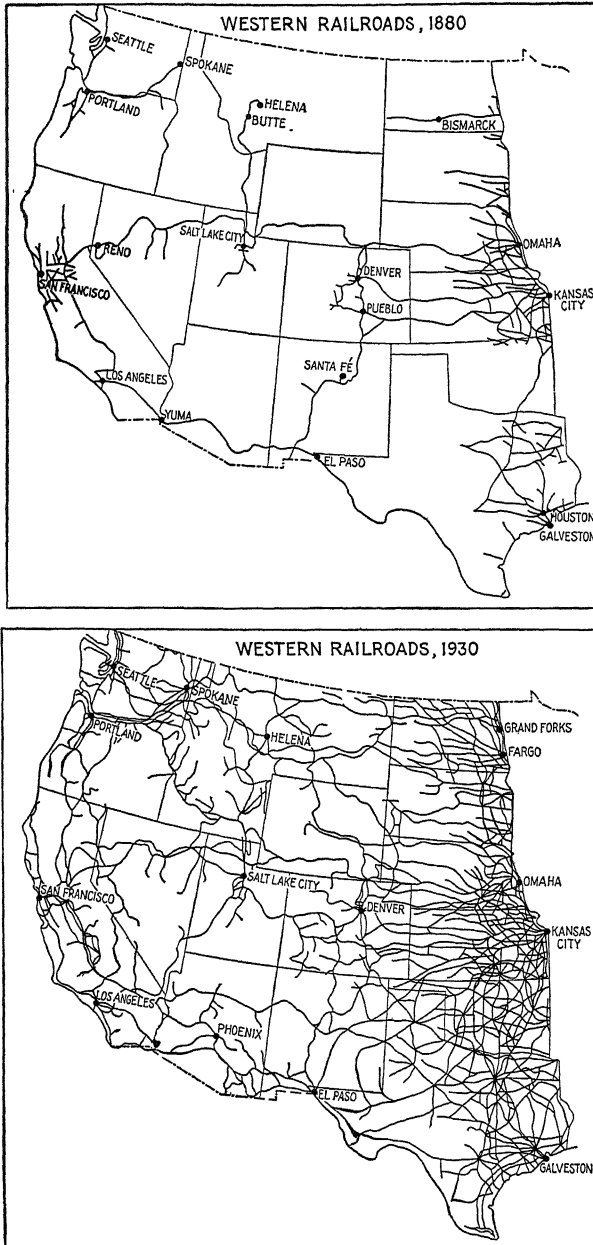 WESTERN RAILROADS, 1880
SEATTLE
SPOKANE
PORTLAND
HELENA
BUTTE
BISMARCK
SALT LAKE CITY
RENO
OMAHA
SAN FRANCISCO
DENVER
KANSAS
CITY
PUEBLO
SANTA FÉ
LOS ANGELES
YUMA
EL PASO
HOUSTON
GALVESTON
WESTERN RAILROADS, 1930
SEATTLE
SPOKANE
PORTLAND
HELENA
GRAND FORKS
FARGO
SALT LAKE CITY
OMAHA
SAN FRANCISCO
DENVER
KANSAS
CITY
LOS ANGELES
PHOENIX
EL PASO
GALVESTON